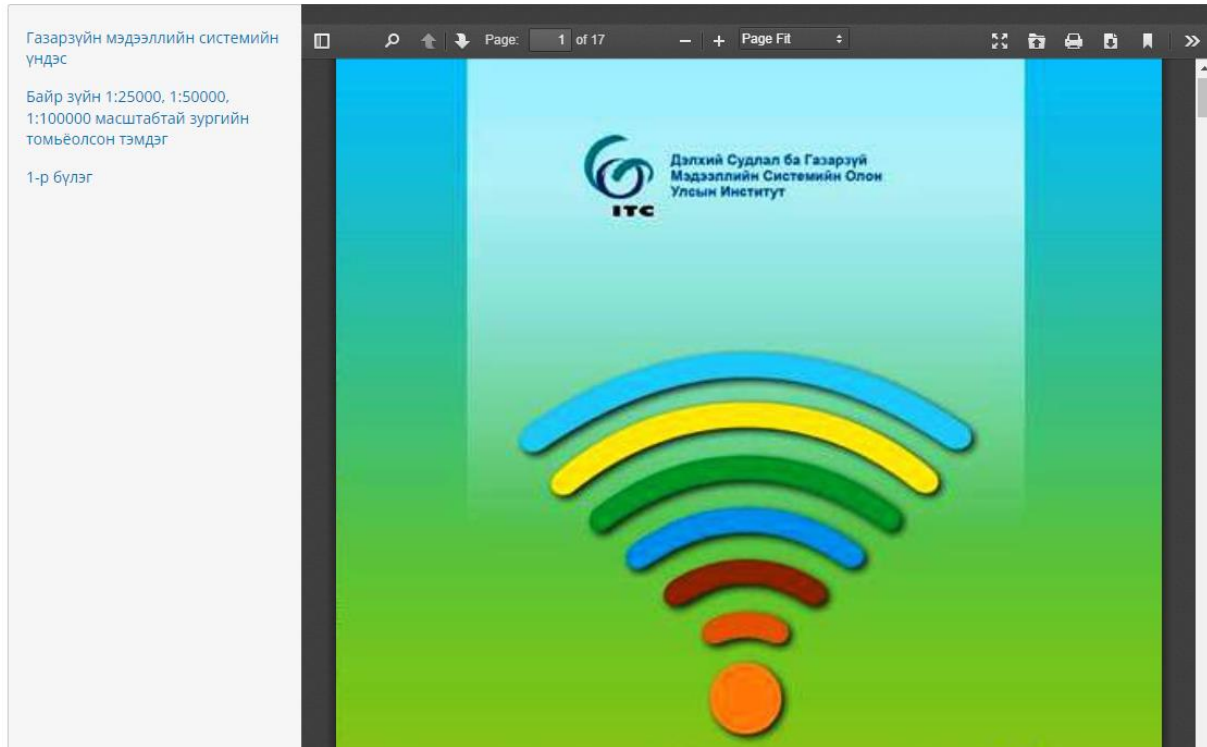 Газарзүйн мэдээллийн системийн
үндэс
Байр зүйн 1:25000, 1:50000,
1:100000 масштабтай зургийн
томьёолсон тэмдэг
1-р бүлэг
Page: 1 of 17
Page Fit
Дэлхий Судлал ба Газарзүй
Мэдээллийн Системийн Олон
Улсын Институт
ITC